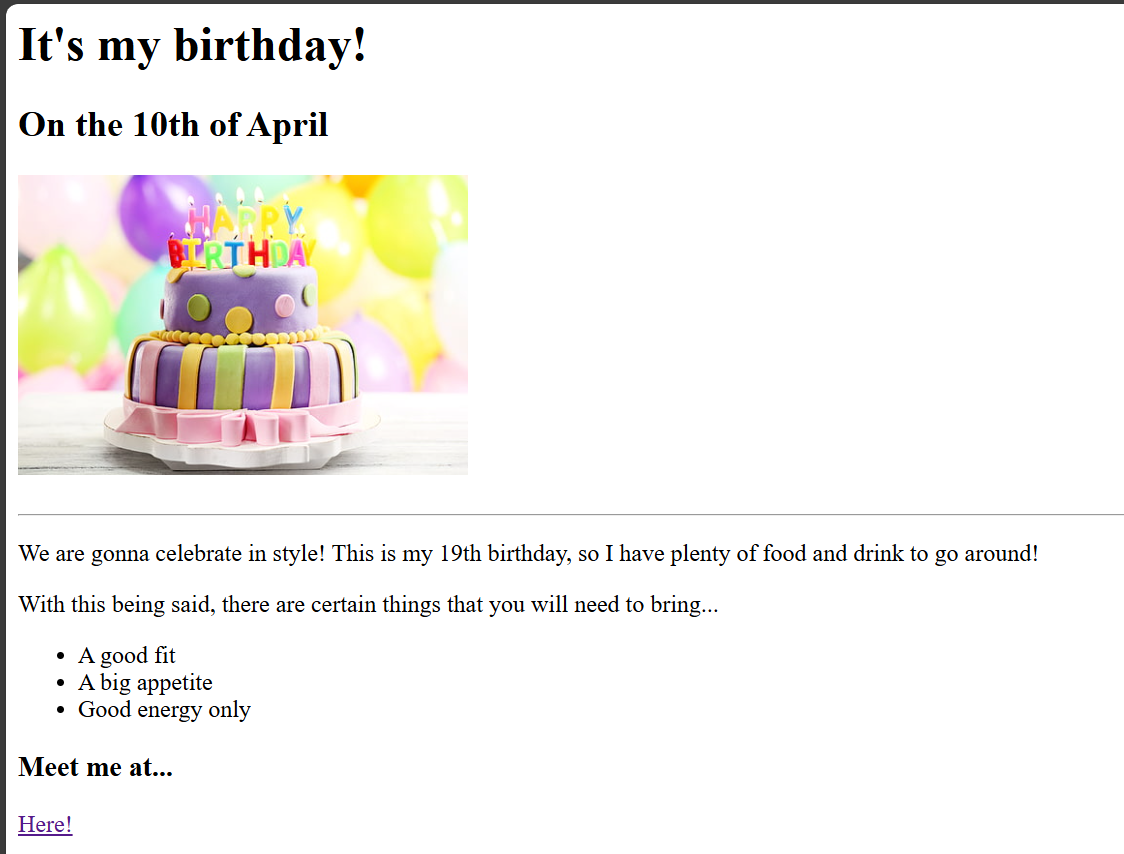 It's my birthday!
On the 10th of April
HAPPY
BIRTHDAY
We are gonna celebrate in style! This is my 19th birthday, so I have plenty of food and drink to go around!
With this being said, there are certain things that you will need to bring...
• A good fit
• A big appetite
• Good energy only
Meet me at...
Here!